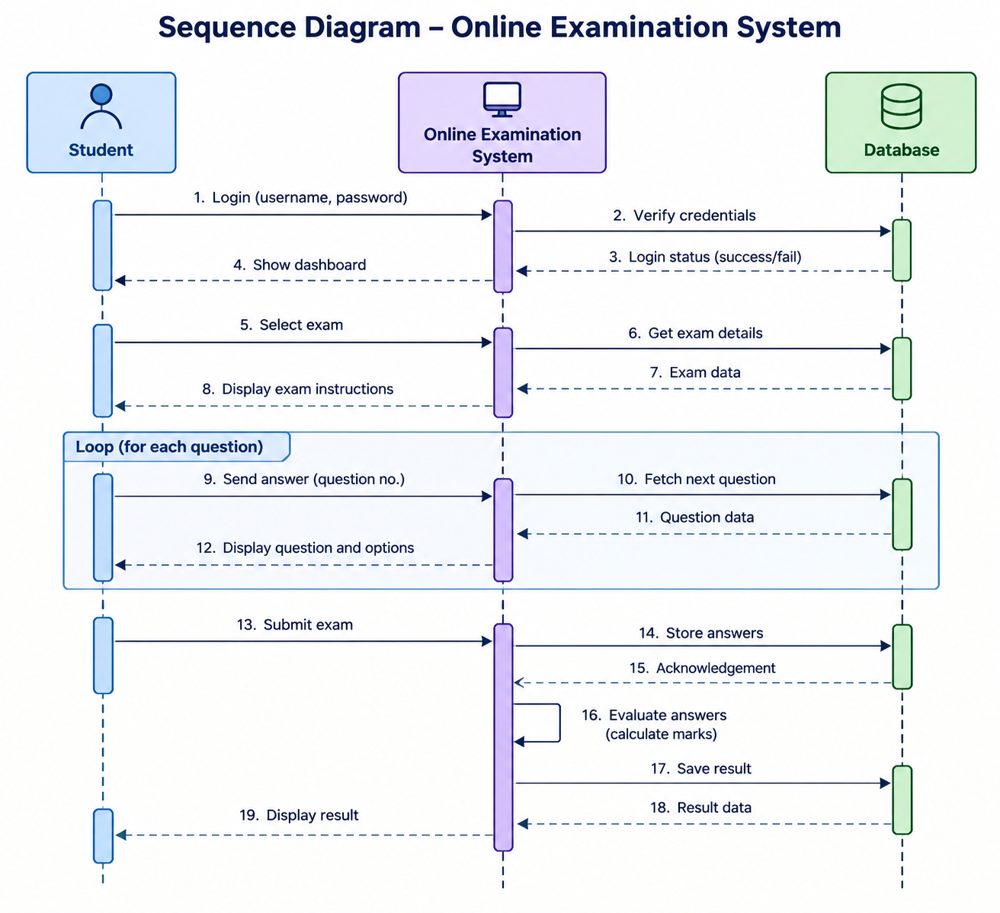 Sequence Diagram – Online Examination System
Student
Online Examination
System
Database
1. Login (username, password)
2. Verify credentials
3. Login status (success/fail)
4. Show dashboard
5. Select exam
6. Get exam details
7. Exam data
8. Display exam instructions
Loop (for each question)
9. Send answer (question no.)
10. Fetch next question
11. Question data
12. Display question and options
13. Submit exam
14. Store answers
15. Acknowledgement
16. Evaluate answers
(calculate marks)
17. Save result
18. Result data
19. Display result